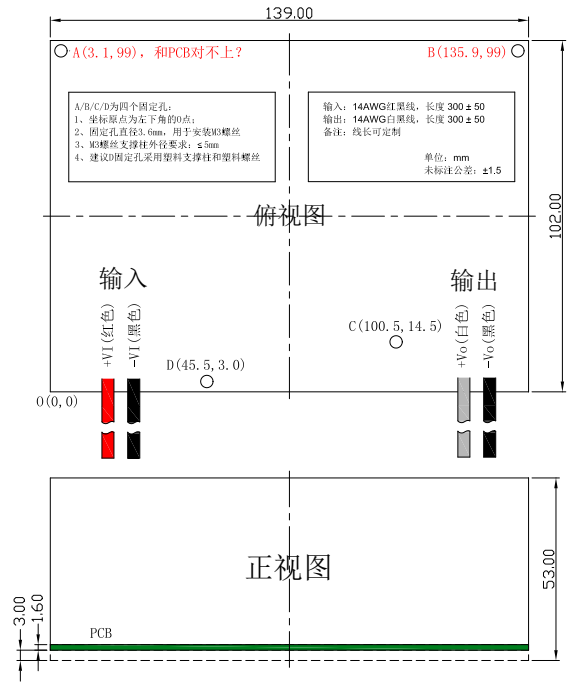 139.00
A(3.1,99), 和PCB对不上?
B(135.9,99)
A/B/C/D为四个固定孔:
1、坐标原点为左下角的O点;
2、固定孔直径3.6mm, 用于安装M3螺丝
3、M3螺丝支撑柱外径要求: ≤5mm
4、建议D固定孔采用塑料支撑柱和塑料螺丝
输入: 14AWG红黑线, 长度 300 ± 50
输出: 14AWG白黑线, 长度 300 ± 50
备注: 线长可定制
单位: mm
未标注公差: ±1.5
102.00
俯视图
输入
输出
+VI(红色)
-VI(黑色)
+Vo(白色)
-Vo(黑色)
C(100.5,14.5)
D(45.5,3.0)
O(0,0)
正视图
53.00
3.00
1.60
PCB